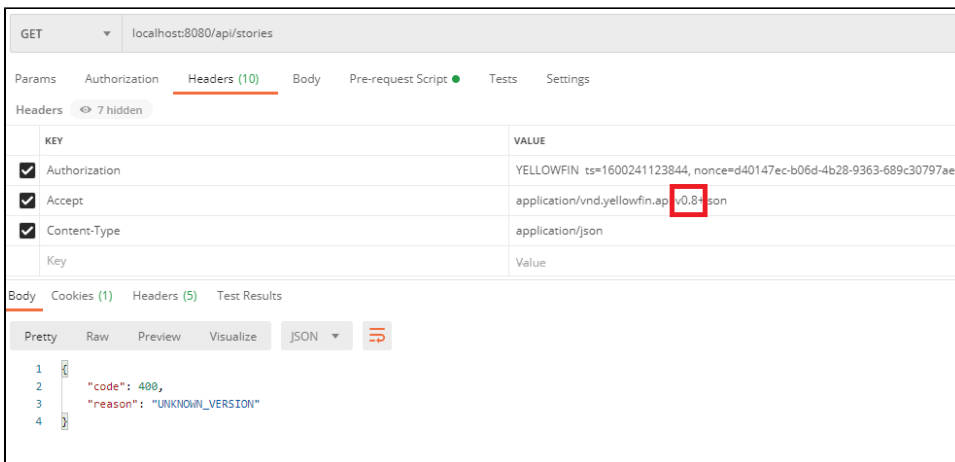 GET localhost:8080/api/stories
Params Authorization Headers (10) Body Pre-request Script Tests Settings
Headers 7 hidden
KEY VALUE
Authorization YELLOWFIN ts=1600241123844, nonce=d40147ec-b06d-4b28-9363-689c30797ae
Accept application/vnd.yellowfin.ap v0.8+ son
Content-Type application/json
Key Value
Body Cookies (1) Headers (5) Test Results
Pretty Raw Preview Visualize JSON
1 {
2 "code": 400,
3 "reason": "UNKNOWN_VERSION"
4 }